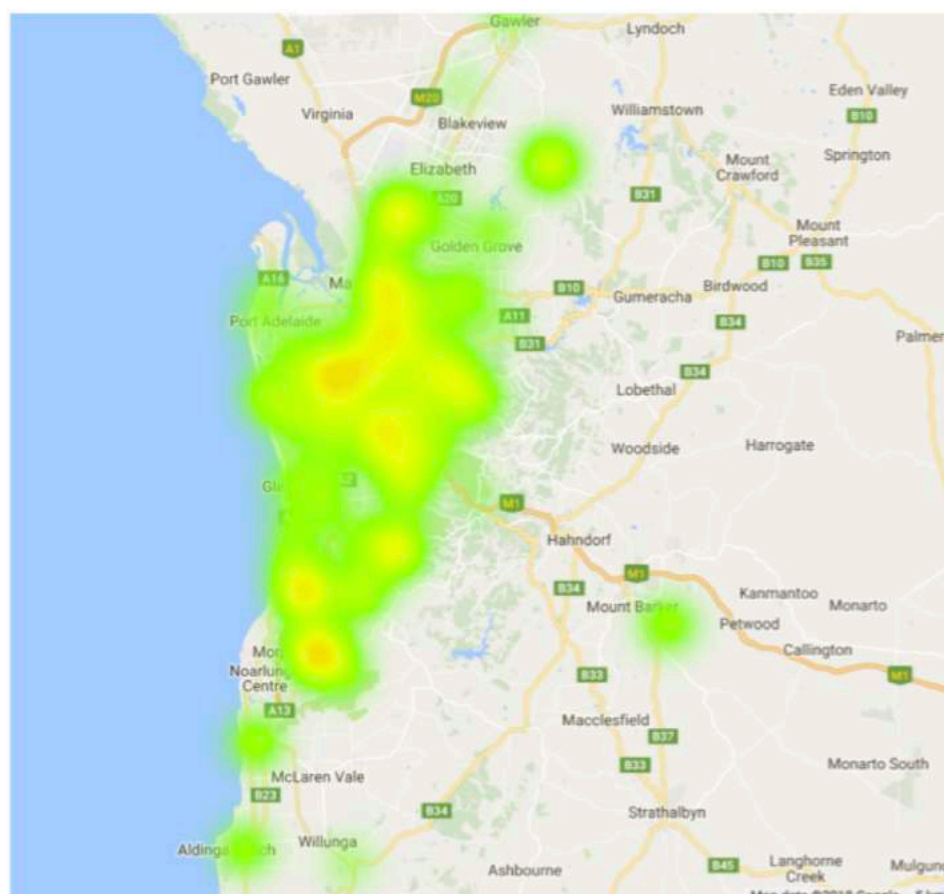 Gawler
Lyndoch
A1
Port Gawler
Eden Valley
M20
Virginia
Williamstown
B10
Blakeview
Springton
Elizabeth
Mount
Crawford
A20
B31
Mount
Pleasant
Golden Grove
B10
B35
A16
Ma
B10
Gumeracha
Birdwood
Port Adelaide
A11
B34
B31
Palmer
B34
Lobethal
Woodside
Harrogate
A2
M1
Hahndorf
M1
B34
Mount Barker
Kanmantoo
Monarto
Petwood
Callington
Noarlung
Centre
B33
M1
A13
Macclesfield
B37
B33
Monarto South
McLaren Vale
B23
B34
Strathalbyn
Willunga
B45
Langhorne
Creek
Ashbourne